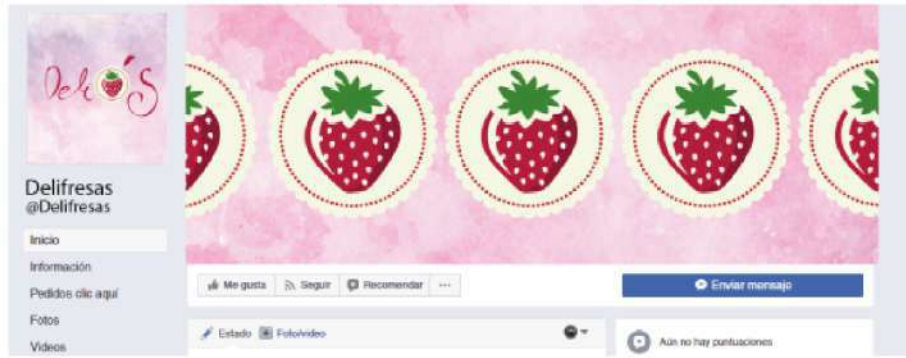 Delifresas
@Delifresas
Inicio
Información
Pedidos clic aquí
Fotos
Videos
Me gusta Seguir Recomendar ...
Enviar mensaje
Estado Foto/video
Aún no hay puntuaciones